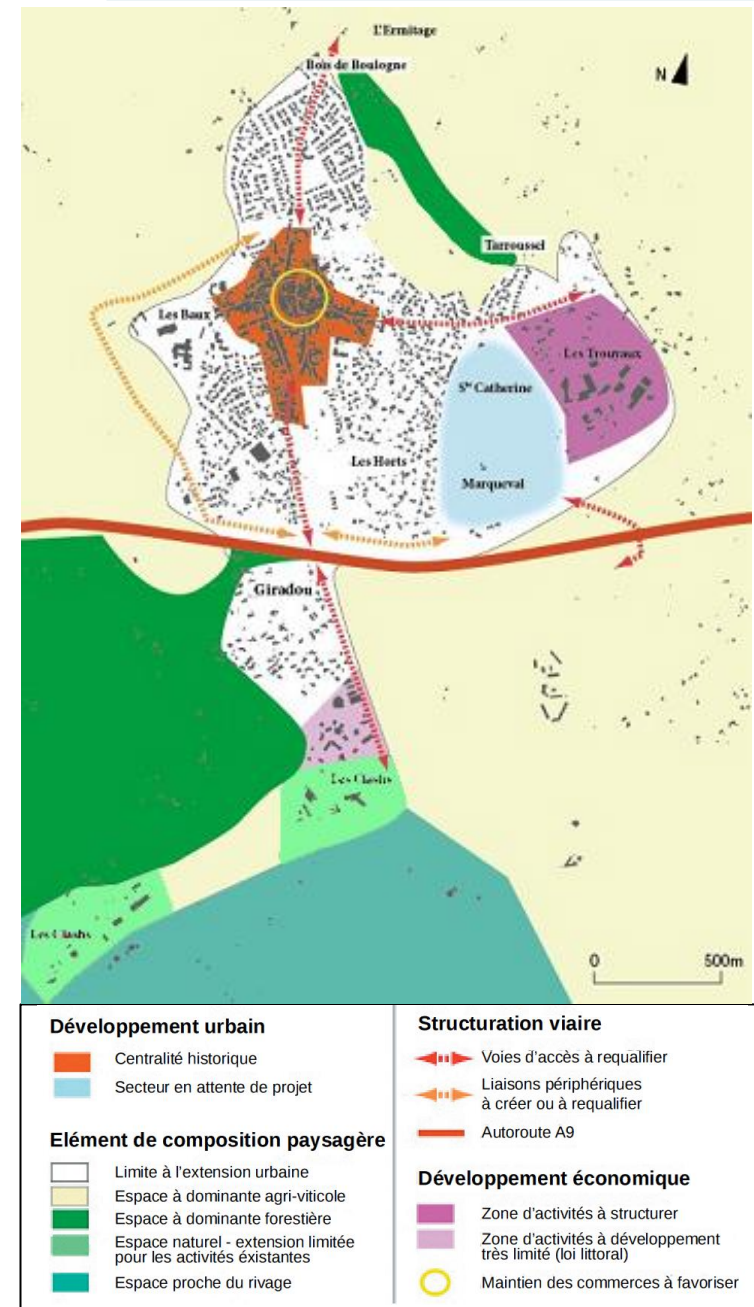 L'Ermitage
Bois de Boulogne
N
Tarroussel
Les Baux
Les Trouyaux
Ste Catherine
Les Horts
Marqueval
Giradou
Les Clashs
Les Clashs
0 500m
Développement urbain
Centralité historique
Secteur en attente de projet
Elément de composition paysagère
Limite à l'extension urbaine
Espace à dominante agri-viticole
Espace à dominante forestière
Espace naturel - extension limitée
pour les activités éxistantes
Espace proche du rivage
Structuration viaire
Voies d'accès à requalifier
Liaisons périphériques
à créer ou à requalifier
Autoroute A9
Développement économique
Zone d'activités à structurer
Zone d'activités à développement
très limité (loi littoral)
Maintien des commerces à favoriser